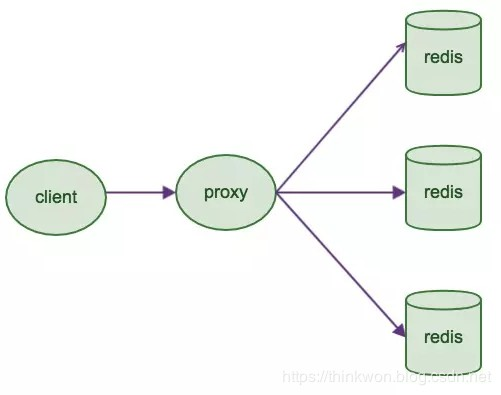 redis
client
proxy
redis
redis
https://thinkwon.blog.csdn.net